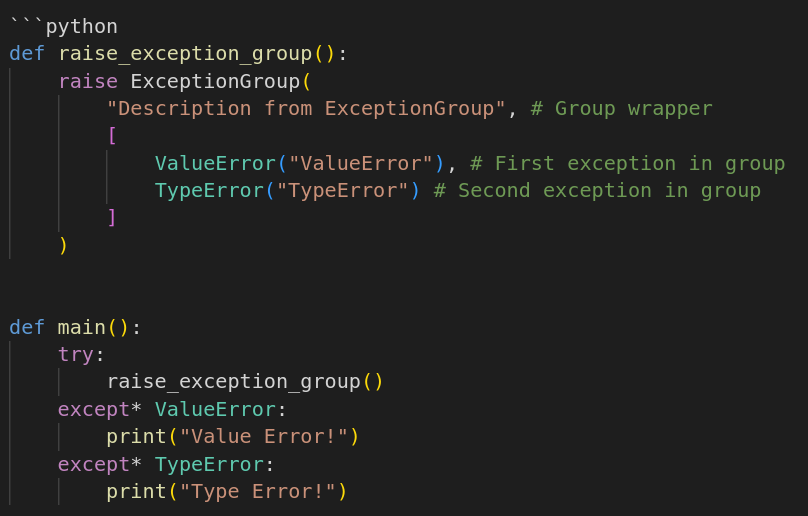 ```python
def raise_exception_group():
    raise ExceptionGroup(
        "Description from ExceptionGroup", # Group wrapper
        [
            ValueError("ValueError"), # First exception in group
            TypeError("TypeError") # Second exception in group
        ]
    )
def main():
    try:
        raise_exception_group()
    except* ValueError:
        print("Value Error!")
    except* TypeError:
        print("Type Error!")